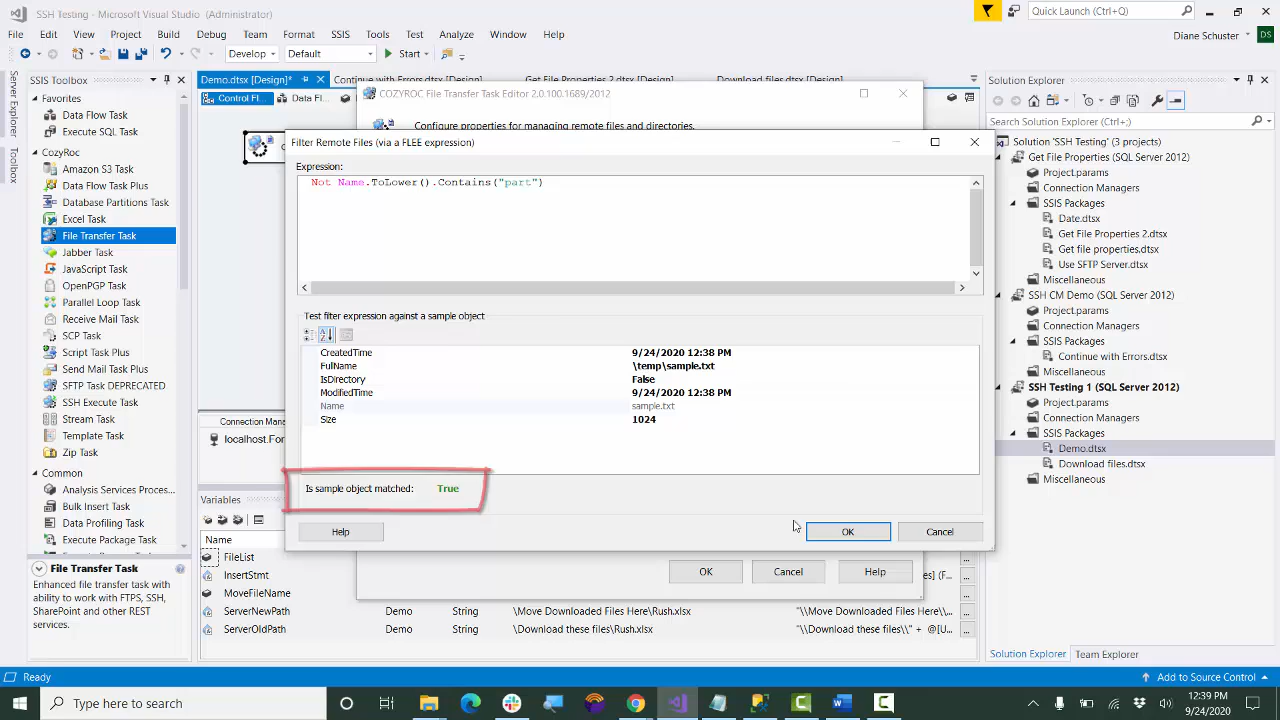 SSH Testing - Microsoft Visual Studio (Administrator)
Quick Launch (Ctrl+Q)
File Edit View Project Build Debug Team Format SSIS Tools Test Analyze Window Help
Diane Schuster
DS
Develop Default Start
Server Explorer
Toolbox
SSIS Toolbox
Favorites
Data Flow Task
Execute SQL Task
CozyRoc
Amazon S3 Task
Data Flow Task Plus
Database Partitions Task
Excel Task
File Transfer Task
Jabber Task
JavaScript Task
OpenPGP Task
Parallel Loop Task
Receive Mail Task
SCP Task
Script Task Plus
Send Mail Task Plus
SFTP Task DEPRECATED
SSH Execute Task
Stream Task
Template Task
Zip Task
Common
Analysis Services Proce...
Bulk Insert Task
Data Profiling Task
Execute Package Task
File Transfer Task
Enhanced file transfer task with
ability to work with FTPS, SSH,
SharePoint and other REST
services.
Demo.dtsx [Design]*
Continue with Errors.dtsx [Design]
Get File Properties 2.dtsx
Download files.dtsx [Design]
Control Fl...
Data Fl...
COZYROC File Transfer Task Editor 2.0.100.1689/2012
Configure properties for managing remote files and directories.
Filter Remote Files (via a FLEE expression)
Expression:
Not Name.ToLower().Contains("part")
Test filter expression against a sample object
CreatedTime 9/24/2020 12:38 PM
FullName \temp\sample.txt
IsDirectory False
ModifiedTime 9/24/2020 12:38 PM
Name sample.txt
Size 1024
Is sample object matched: True
Help OK Cancel
OK Cancel Help
Connection Mana
localhost.For
Variables
Name
FileList
InsertStmt
MoveFileName
ServerNewPath Demo String \Move Downloaded Files Here\Rush.xlsx "\\Move Downloaded Files Here\\... ...
ServerOldPath Demo String \Download these files\Rush.xlsx "\\Download these files\\" + @[U... ...
s] (F...
Solution Explorer
Search Solution Explorer (Ctrl+;)
Solution 'SSH Testing' (3 projects)
Get File Properties (SQL Server 2012)
Project.params
Connection Managers
SSIS Packages
Date.dtsx
Get File Properties 2.dtsx
Get file properties.dtsx
Use SFTP Server.dtsx
Miscellaneous
SSH CM Demo (SQL Server 2012)
Project.params
Connection Managers
SSIS Packages
Continue with Errors.dtsx
Miscellaneous
SSH Testing 1 (SQL Server 2012)
Project.params
Connection Managers
SSIS Packages
Demo.dtsx
Download files.dtsx
Miscellaneous
Solution Explorer Team Explorer
Ready
Add to Source Control
Type here to search
12:39 PM
9/24/2020